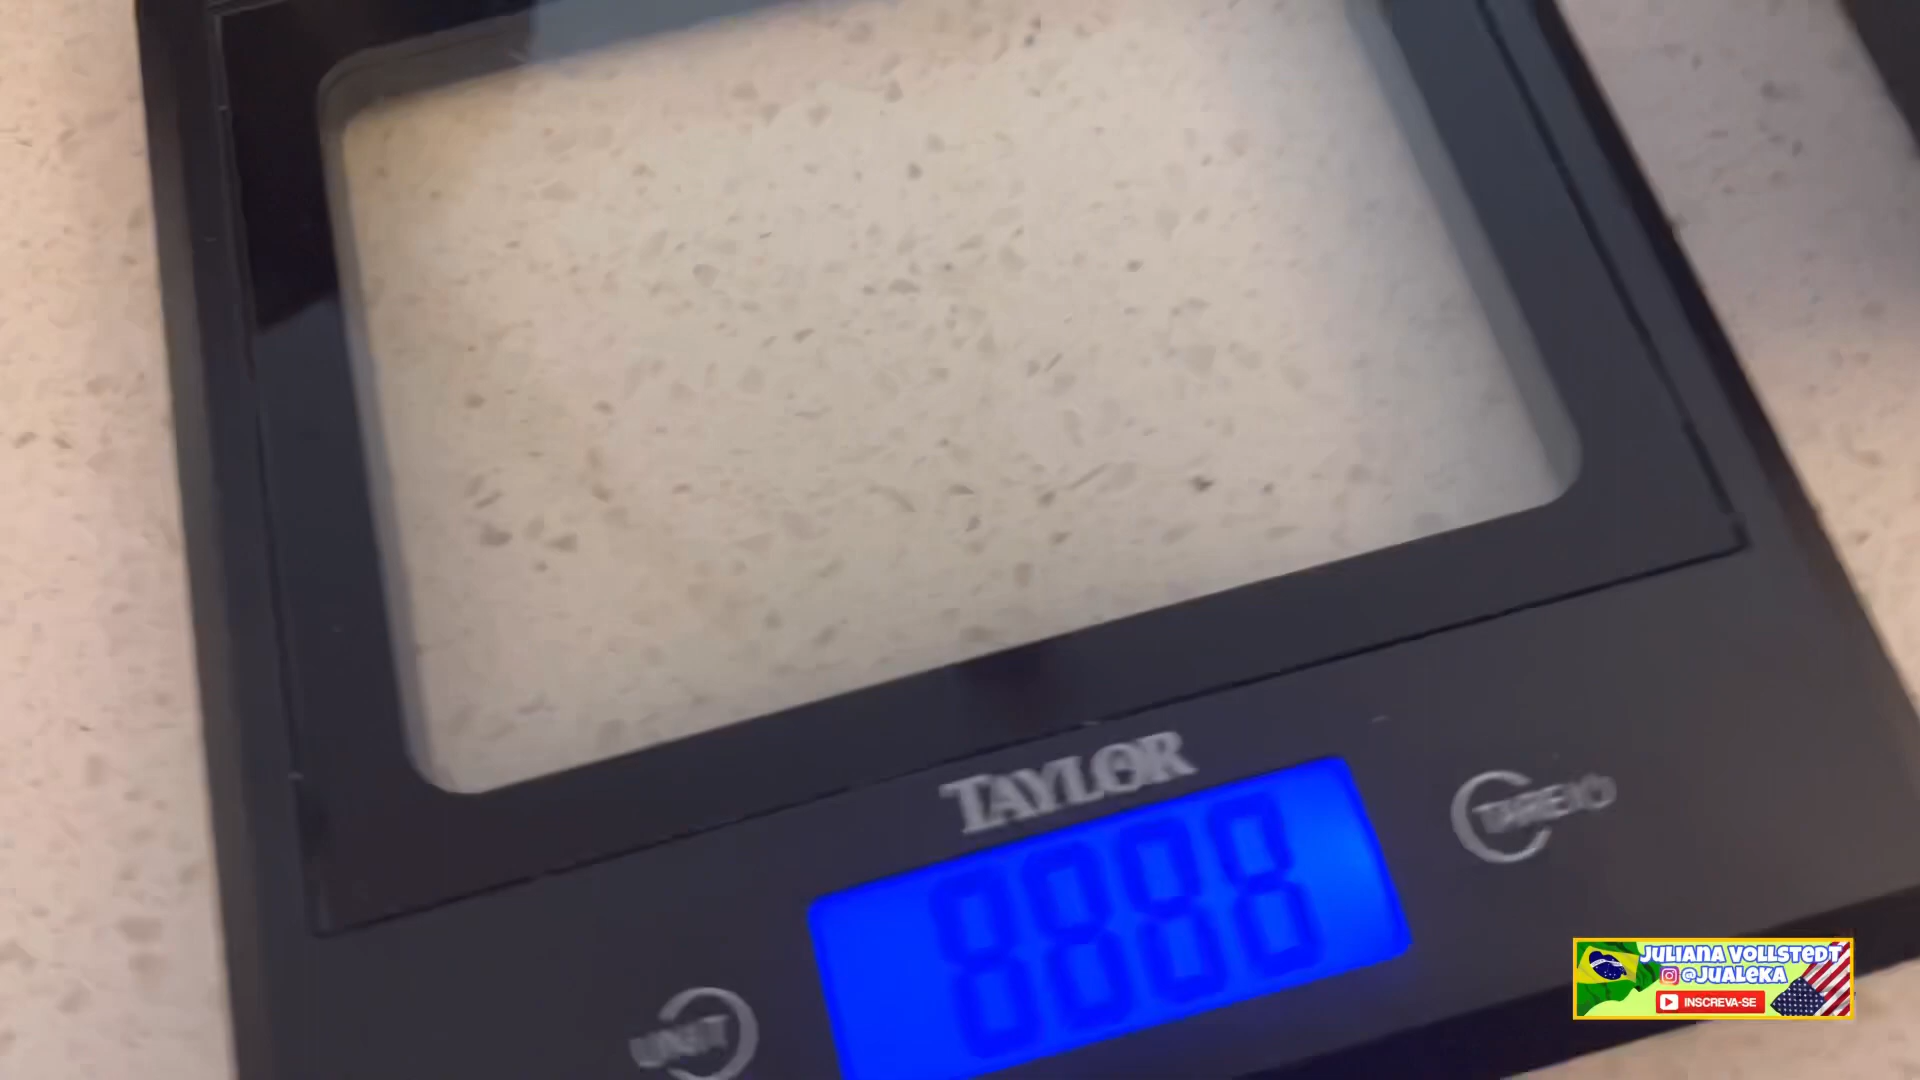 TAYLOR
8888
TARE/
UNIT
JULIANA VOLLSTEDT
@JUALEKA
INSCREVA-SE